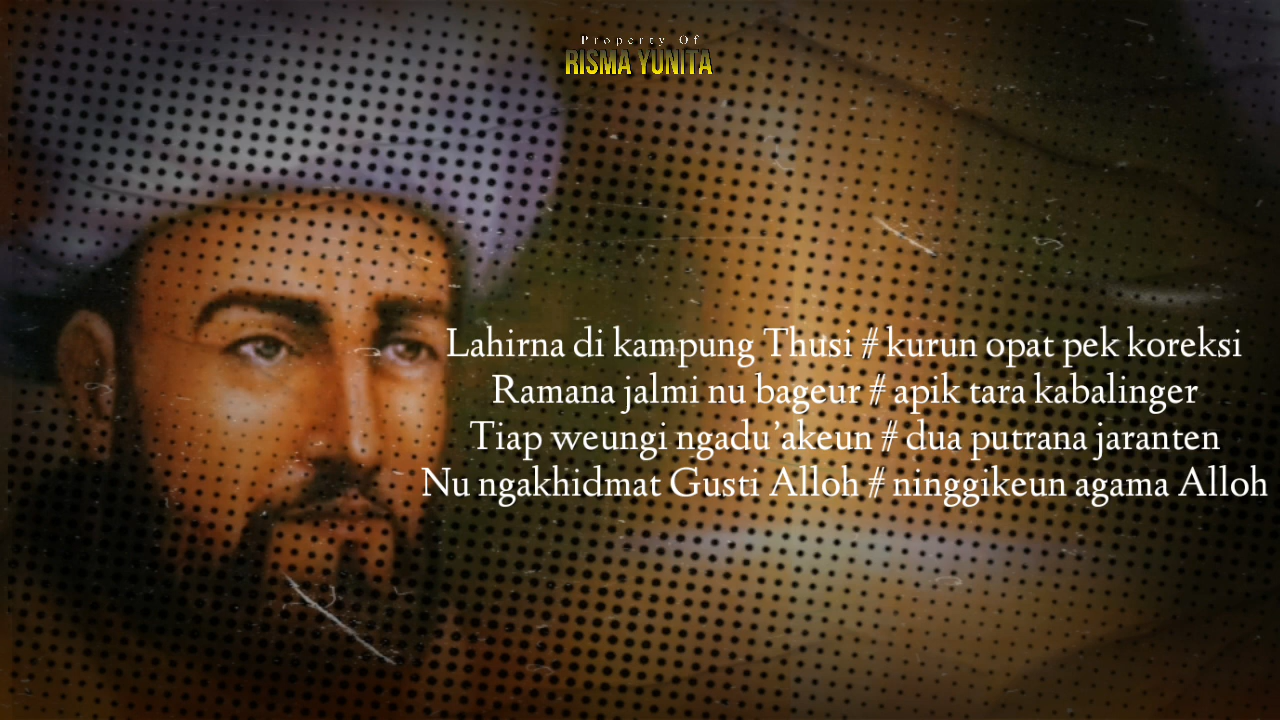 Property Of
RISMA YUNITA
Lahirna di kampung Thusi # kurun opat pek koreksi
Ramana jalmi nu bageur # apik tara kabalinger
Tiap weungi ngadu'akeun # dua putrana jaranten
Nu ngakhidmat Gusti Alloh # ninggikeun agama Alloh